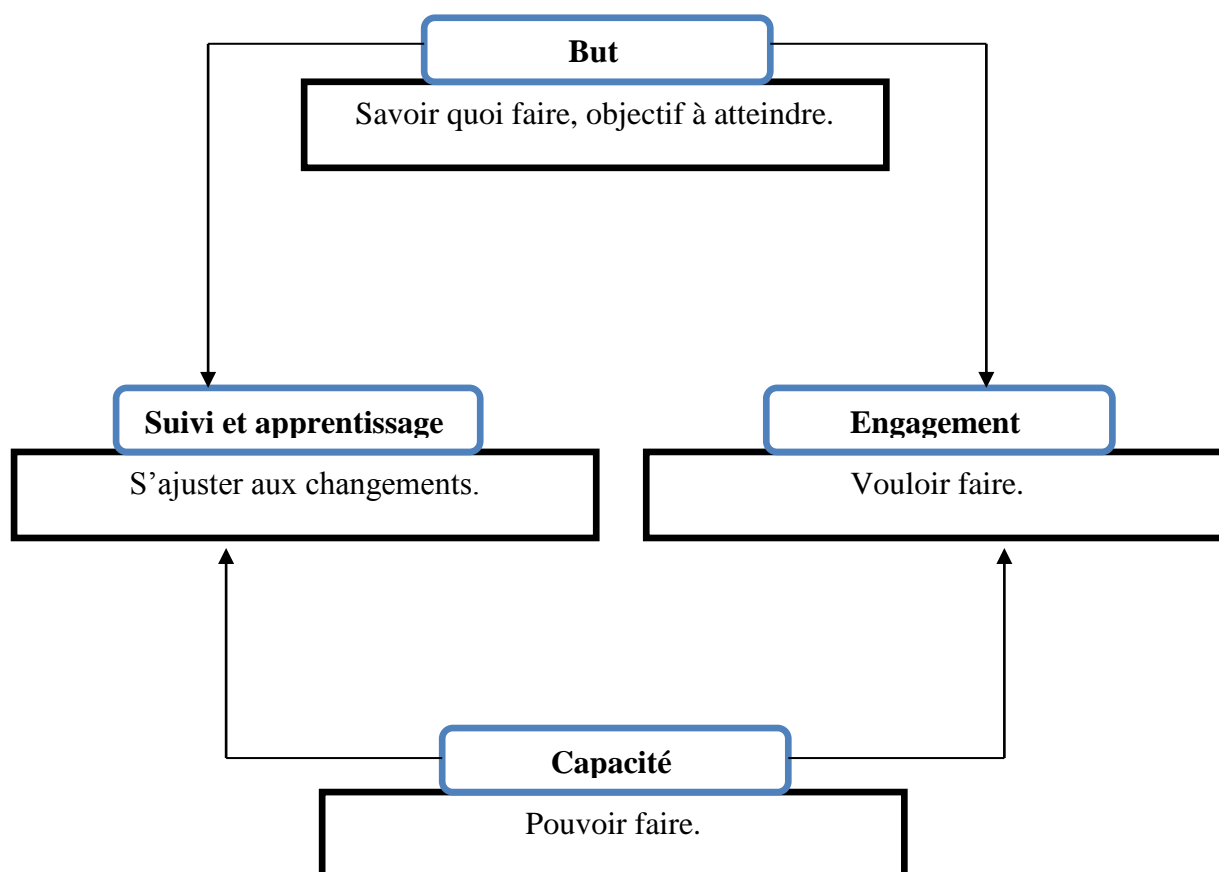 But
Savoir quoi faire, objectif à atteindre.
Suivi et apprentissage
S’ajuster aux changements.
Engagement
Vouloir faire.
Capacité
Pouvoir faire.